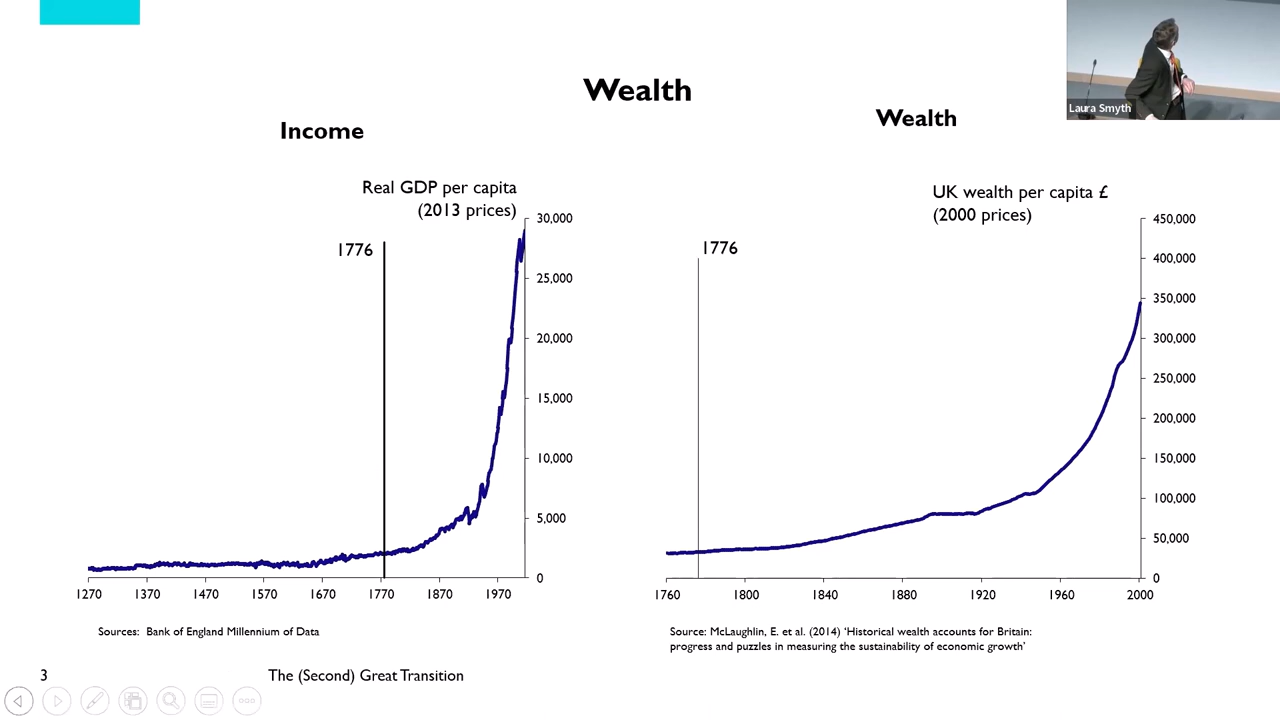 Wealth
Income
Wealth
Laura Smyth
Real GDP per capita
(2013 prices)
1776
30,000
25,000
20,000
15,000
10,000
5,000
0
1270 1370 1470 1570 1670 1770 1870 1970
Sources: Bank of England Millennium of Data
UK wealth per capita £
(2000 prices)
1776
450,000
400,000
350,000
300,000
250,000
200,000
150,000
100,000
50,000
0
1760 1800 1840 1880 1920 1960 2000
Source: McLaughlin, E. et al. (2014) ‘Historical wealth accounts for Britain:
progress and puzzles in measuring the sustainability of economic growth’
3
The (Second) Great Transition